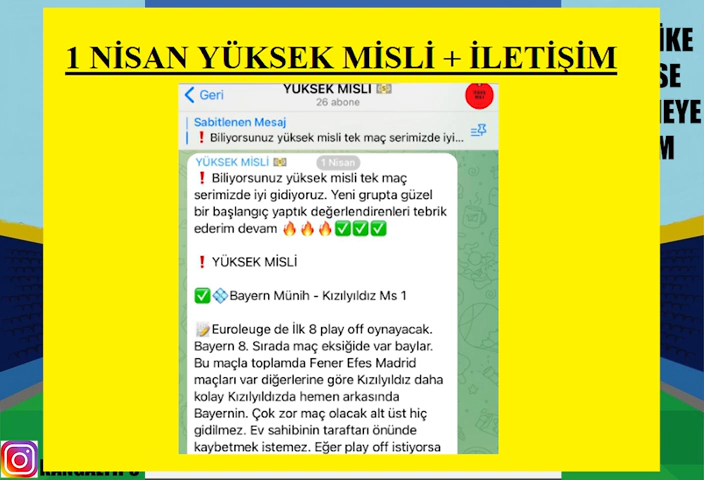 1 NİSAN YÜKSEK MİSLİ + İLETİŞİM
İKE
SE
EYE
M
Geri
YÜKSEK MİSLİ
26 abone
Sabitlenen Mesaj
❗ Biliyorsunuz yüksek misli tek maç serimizde iyi...
YÜKSEK MİSLİ
1 Nisan
❗ Biliyorsunuz yüksek misli tek maç
serimizde iyi gidiyoruz. Yeni grupta güzel
bir başlangıç yaptık değerlendirenleri tebrik
ederim devam 🔥🔥🔥✅✅✅
❗ YÜKSEK MİSLİ
✅💠Bayern Münih - Kızılyıldız Ms 1
📝Euroleuge de İlk 8 play off oynayacak.
Bayern 8. Sırada maç eksiğide var baylar.
Bu maçla toplamda Fener Efes Madrid
maçları var diğerlerine göre Kızılyıldız daha
kolay Kızılyıldızda hemen arkasında
Bayernin. Çok zor maç olacak alt üst hiç
gidilmez. Ev sahibinin taraftarı önünde
kaybetmek istemez. Eğer play off istiyorsa